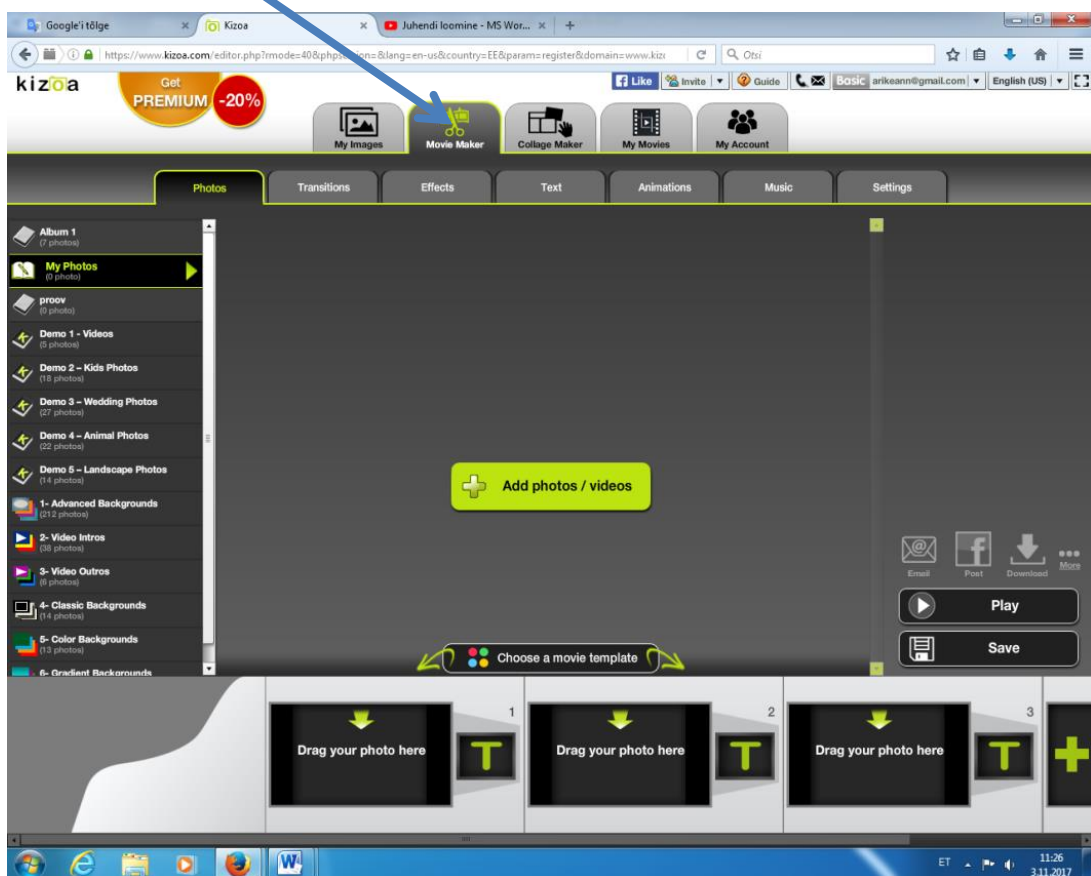 Google'i tõlge
Kizoa
Juhendi loomine - MS Wor...
https://www.kizoa.com/editor.php?rmode=40&phpsession=&lang=en-us&country=EE&param=register&domain=www.kizo
Otsi
kizoa
Get
PREMIUM
-20%
Like
Invite
Guide
Basic
arikeann@gmail.com
English (US)
My Images
Movie Maker
Collage Maker
My Movies
My Account
Photos
Transitions
Effects
Text
Animations
Music
Settings
Album 1
(7 photos)
My Photos
(0 photo)
proov
(0 photo)
Demo 1 - Videos
(5 photos)
Demo 2 – Kids Photos
(18 photos)
Demo 3 – Wedding Photos
(27 photos)
Demo 4 – Animal Photos
(22 photos)
Demo 5 – Landscape Photos
(14 photos)
1- Advanced Backgrounds
(212 photos)
2- Video Intros
(38 photos)
3- Video Outros
(6 photos)
4- Classic Backgrounds
(14 photos)
5- Color Backgrounds
(13 photos)
6- Gradient Backgrounds
Add photos / videos
Choose a movie template
Email
Post
Download
More
Play
Save
Drag your photo here
T
1
Drag your photo here
T
2
Drag your photo here
T
3
ET
11:26
3.11.2017